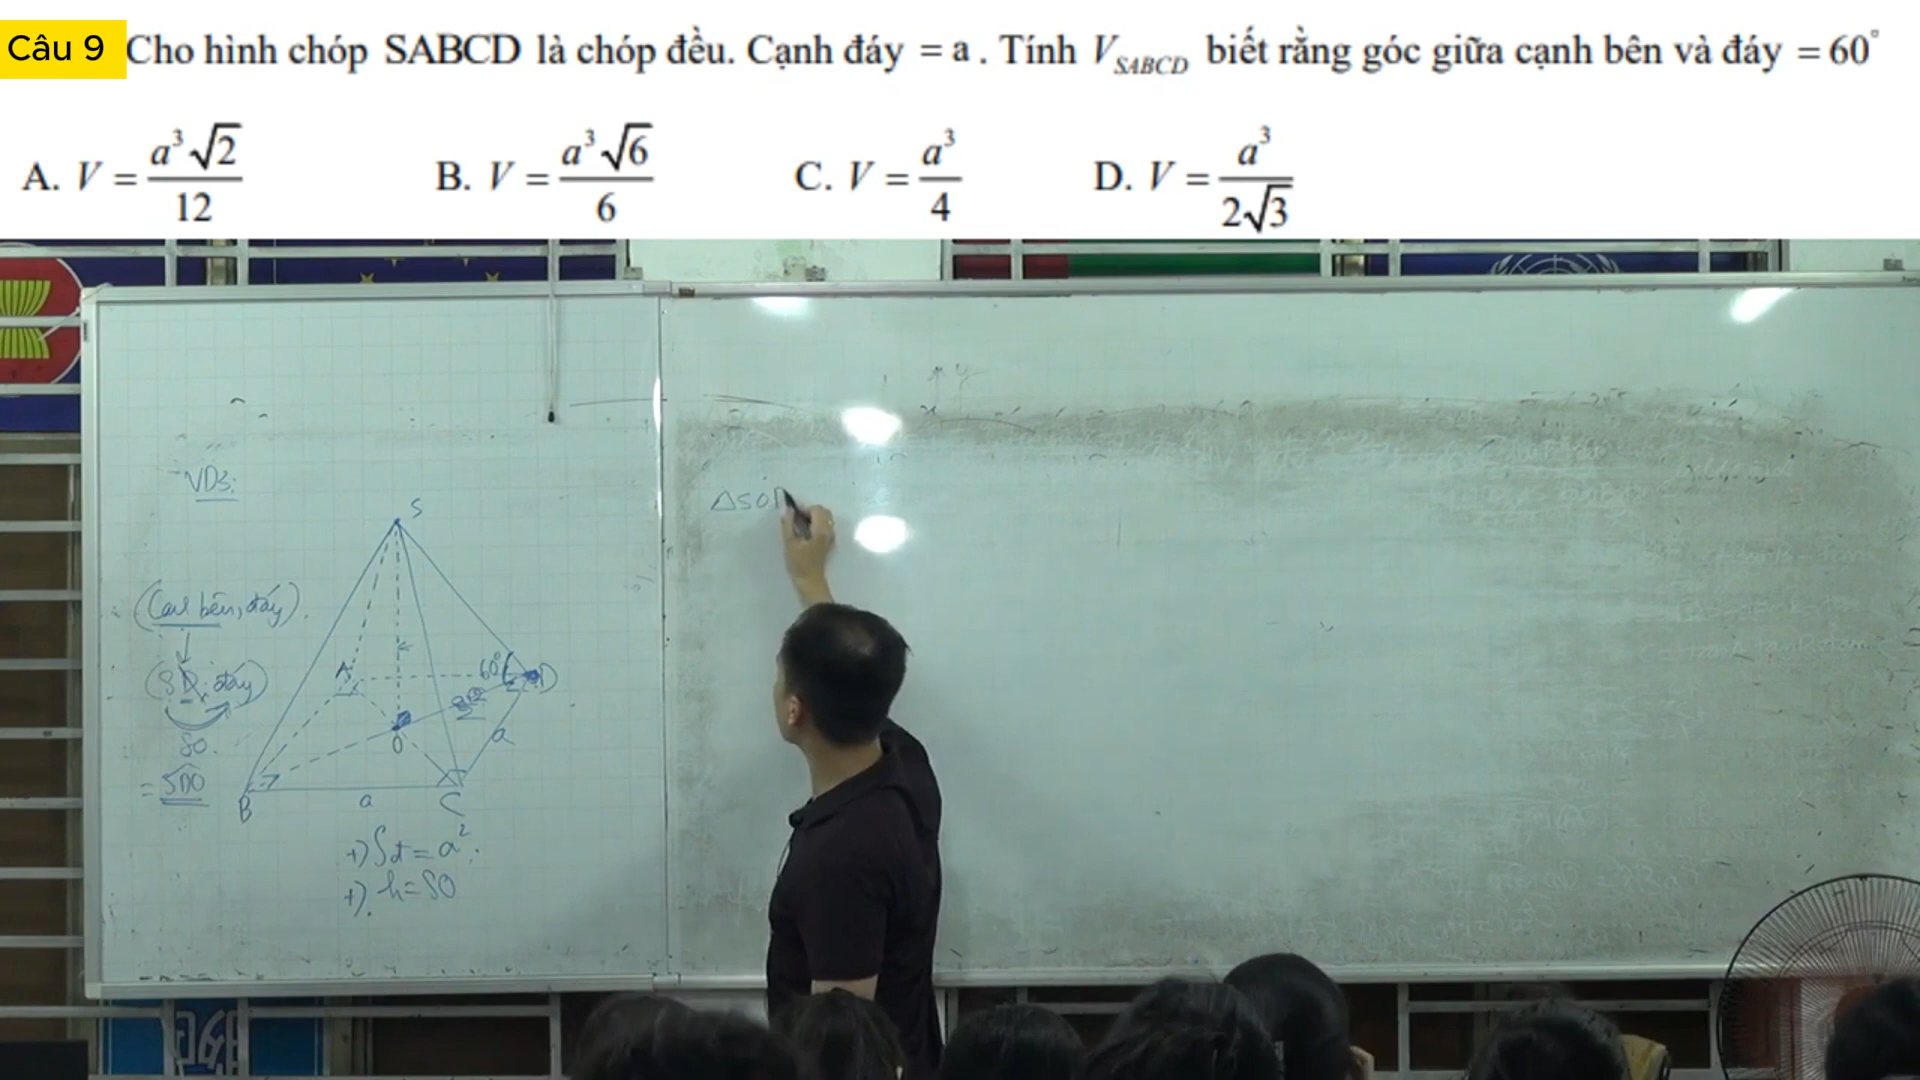 Câu 9 Cho hình chóp SABCD là chóp đều. Cạnh đáy = a. Tính V_SABCD biết rằng góc giữa cạnh bên và đáy = 60°
A. V = a³√2/12 B. V = a³√6/6 C. V = a³/4 D. V = a³/2√3
VD3:
S
(Cạnh bên, đáy).
(SD, đáy)
A
60°
D
O
SO.
a
= SDO
B
a
C
+) Sđ = a².
+). h = SO
ΔSO